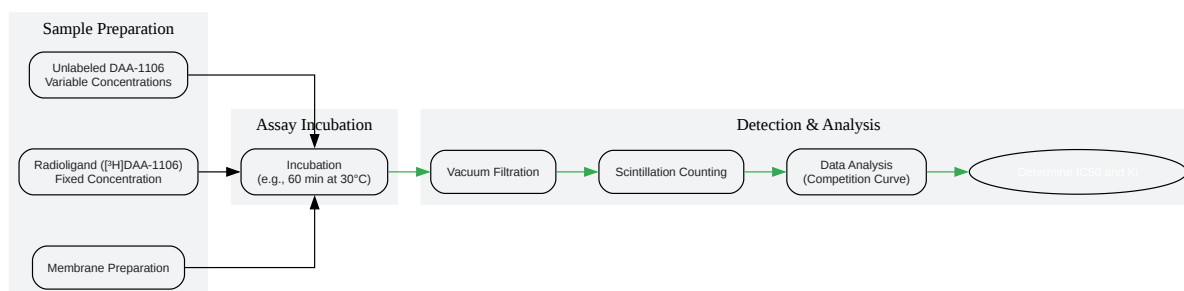 Sample Preparation
Unlabeled DAA-1106
Variable Concentrations
Radioligand ([³H]DAA-1106)
Fixed Concentration
Membrane Preparation
Assay Incubation
Incubation
(e.g., 60 min at 30°C)
Detection & Analysis
Vacuum Filtration
Scintillation Counting
Data Analysis
(Competition Curve)
Determine IC50 and Ki